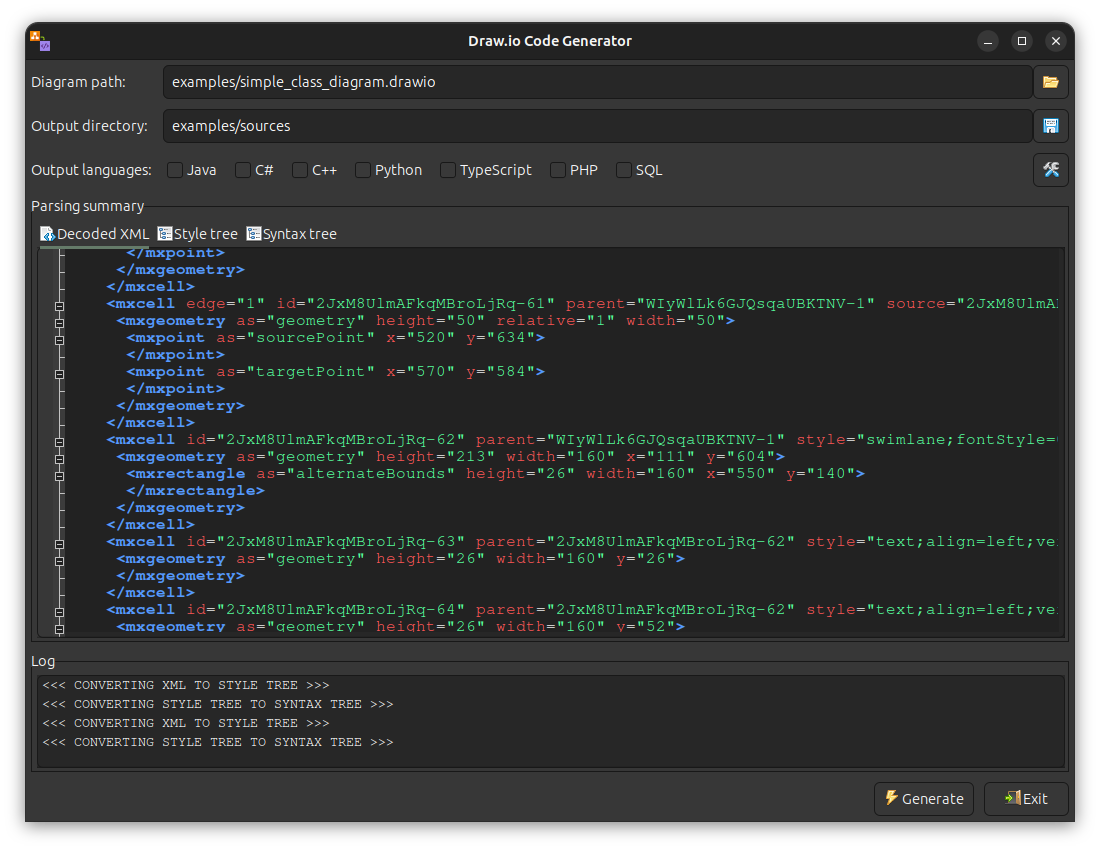 Draw.io Code Generator
Diagram path: examples/simple_class_diagram.drawio
Output directory: examples/sources
Output languages: Java C# C++ Python TypeScript PHP SQL
Parsing summary
Decoded XML Style tree Syntax tree
</mxpoint>
</mxgeometry>
</mxcell>
<mxcell edge="1" id="2JxM8UlmAFkqMBroLjRq-61" parent="WIyWlLk6GJQsqaUBKTNV-1" source="2JxM8UlmA
<mxgeometry as="geometry" height="50" relative="1" width="50">
<mxpoint as="sourcePoint" x="520" y="634">
</mxpoint>
<mxpoint as="targetPoint" x="570" y="584">
</mxpoint>
</mxgeometry>
</mxcell>
<mxcell id="2JxM8UlmAFkqMBroLjRq-62" parent="WIyWlLk6GJQsqaUBKTNV-1" style="swimlane;fontStyle=
<mxgeometry as="geometry" height="213" width="160" x="111" y="604">
<mxrectangle as="alternateBounds" height="26" width="160" x="550" y="140">
</mxrectangle>
</mxgeometry>
</mxcell>
<mxcell id="2JxM8UlmAFkqMBroLjRq-63" parent="2JxM8UlmAFkqMBroLjRq-62" style="text;align=left;ve
<mxgeometry as="geometry" height="26" width="160" y="26">
</mxgeometry>
</mxcell>
<mxcell id="2JxM8UlmAFkqMBroLjRq-64" parent="2JxM8UlmAFkqMBroLjRq-62" style="text;align=left;ve
<mxgeometry as="geometry" height="26" width="160" y="52">
Log
<<< CONVERTING XML TO STYLE TREE >>>
<<< CONVERTING STYLE TREE TO SYNTAX TREE >>>
<<< CONVERTING XML TO STYLE TREE >>>
<<< CONVERTING STYLE TREE TO SYNTAX TREE >>>
Generate Exit